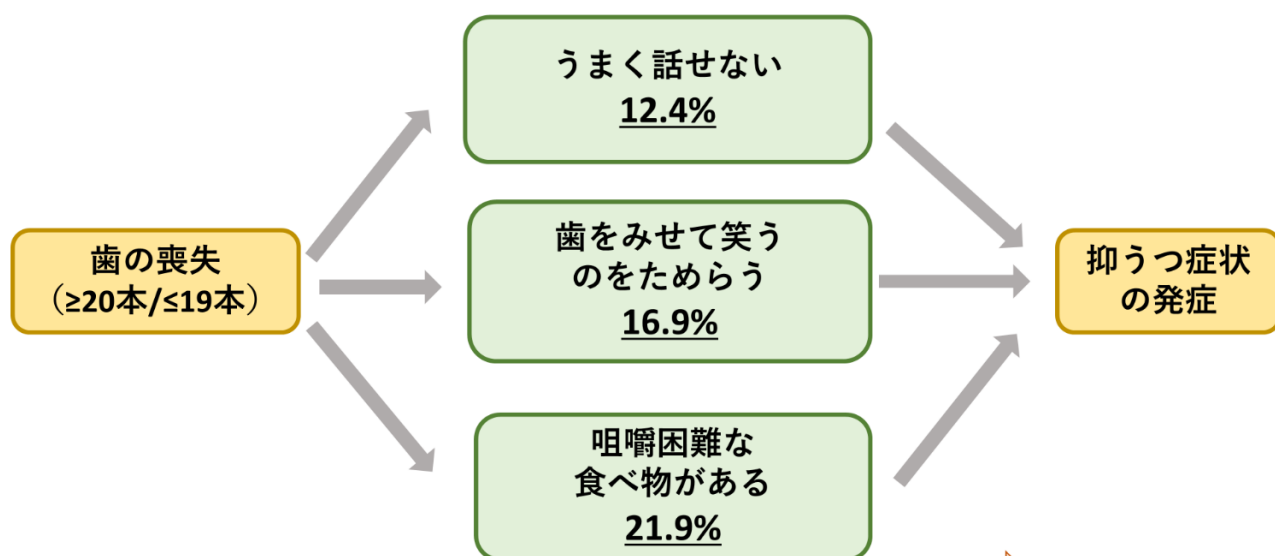 うまく話せない
12.4%
歯の喪失
（≥20本/≤19本）
歯をみせて笑う
のをためらう
16.9%
抑うつ症状
の発症
咀嚼困難な
食べ物がある
21.9%